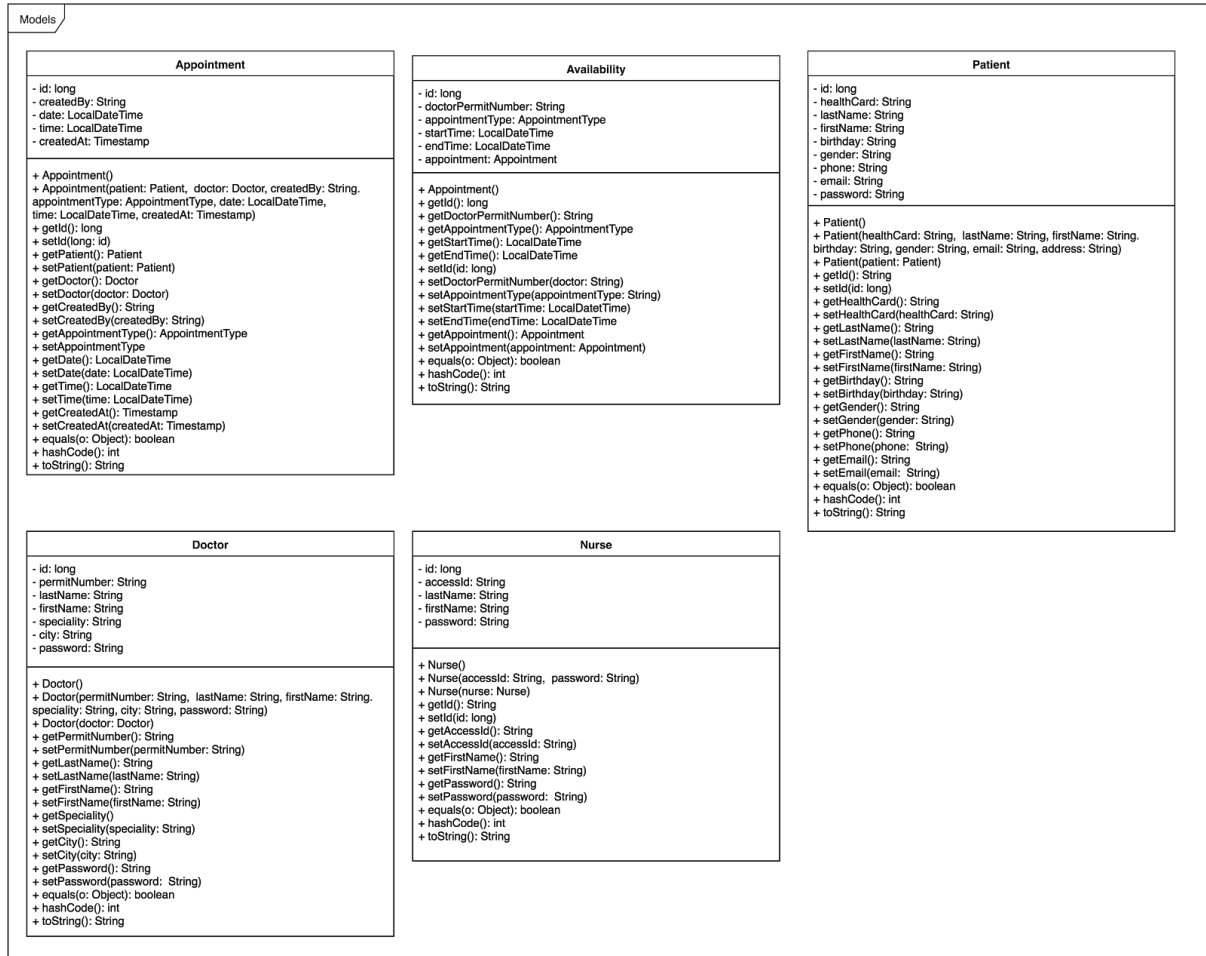 Models
Appointment
- id: long
- createdBy: String
- date: LocalDateTime
- time: LocalDateTime
- createdAt: Timestamp
+ Appointment()
+ Appointment(patient: Patient,  doctor: Doctor, createdBy: String.
appointmentType: AppointmentType, date: LocalDateTime,
time: LocalDateTime, createdAt: Timestamp)
+ getId(): long
+ setId(long: id)
+ getPatient(): Patient
+ setPatient(patient: Patient)
+ getDoctor(): Doctor
+ setDoctor(doctor: Doctor)
+ getCreatedBy(): String
+ setCreatedBy(createdBy: String)
+ getAppointmentType(): AppointmentType
+ setAppointmentType
+ getDate(): LocalDateTime
+ setDate(date: LocalDateTime)
+ getTime(): LocalDateTime
+ setTime(time: LocalDateTime)
+ getCreatedAt(): Timestamp
+ setCreatedAt(createdAt: Timestamp)
+ equals(o: Object): boolean
+ hashCode(): int
+ toString(): String
Availability
- id: long
- doctorPermitNumber: String
- appointmentType: AppointmentType
- startTime: LocalDateTime
- endTime: LocalDateTime
- appointment: Appointment
+ Appointment()
+ getId(): long
+ getDoctorPermitNumber(): String
+ getAppointmentType(): AppointmentType
+ getStartTime(): LocalDateTime
+ getEndTime(): LocalDateTime
+ setId(id: long)
+ setDoctorPermitNumber(doctor: String)
+ setAppointmentType(appointmentType: String)
+ setStartTime(startTime: LocalDatetTime)
+ setEndTime(endTime: LocalDateTime
+ getAppointment(): Appointment
+ setAppointment(appointment: Appointment)
+ equals(o: Object): boolean
+ hashCode(): int
+ toString(): String
Patient
- id: long
- healthCard: String
- lastName: String
- firstName: String
- birthday: String
- gender: String
- phone: String
- email: String
- password: String
+ Patient()
+ Patient(healthCard: String,  lastName: String, firstName: String.
birthday: String, gender: String, email: String, address: String)
+ Patient(patient: Patient)
+ getId(): String
+ setId(id: long)
+ getHealthCard(): String
+ setHealthCard(healthCard: String)
+ getLastName(): String
+ setLastName(lastName: String)
+ getFirstName(): String
+ setFirstName(firstName: String)
+ getBirthday(): String
+ setBirthday(birthday: String)
+ getGender(): String
+ setGender(gender: String)
+ getPhone(): String
+ setPhone(phone:  String)
+ getEmail(): String
+ setEmail(email:  String)
+ equals(o: Object): boolean
+ hashCode(): int
+ toString(): String
Doctor
- id: long
- permitNumber: String
- lastName: String
- firstName: String
- speciality: String
- city: String
- password: String
+ Doctor()
+ Doctor(permitNumber: String,  lastName: String, firstName: String.
speciality: String, city: String, password: String)
+ Doctor(doctor: Doctor)
+ getPermitNumber(): String
+ setPermitNumber(permitNumber: String)
+ getLastName(): String
+ setLastName(lastName: String)
+ getFirstName(): String
+ setFirstName(firstName: String)
+ getSpeciality()
+ setSpeciality(speciality: String)
+ getCity(): String
+ setCity(city: String)
+ getPassword(): String
+ setPassword(password:  String)
+ equals(o: Object): boolean
+ hashCode(): int
+ toString(): String
Nurse
- id: long
- accessId: String
- lastName: String
- firstName: String
- password: String
+ Nurse()
+ Nurse(accessId: String,  password: String)
+ Nurse(nurse: Nurse)
+ getId(): String
+ setId(id: long)
+ getAccessId(): String
+ setAccessId(accessId: String)
+ getFirstName(): String
+ setFirstName(firstName: String)
+ getPassword(): String
+ setPassword(password:  String)
+ equals(o: Object): boolean
+ hashCode(): int
+ toString(): String